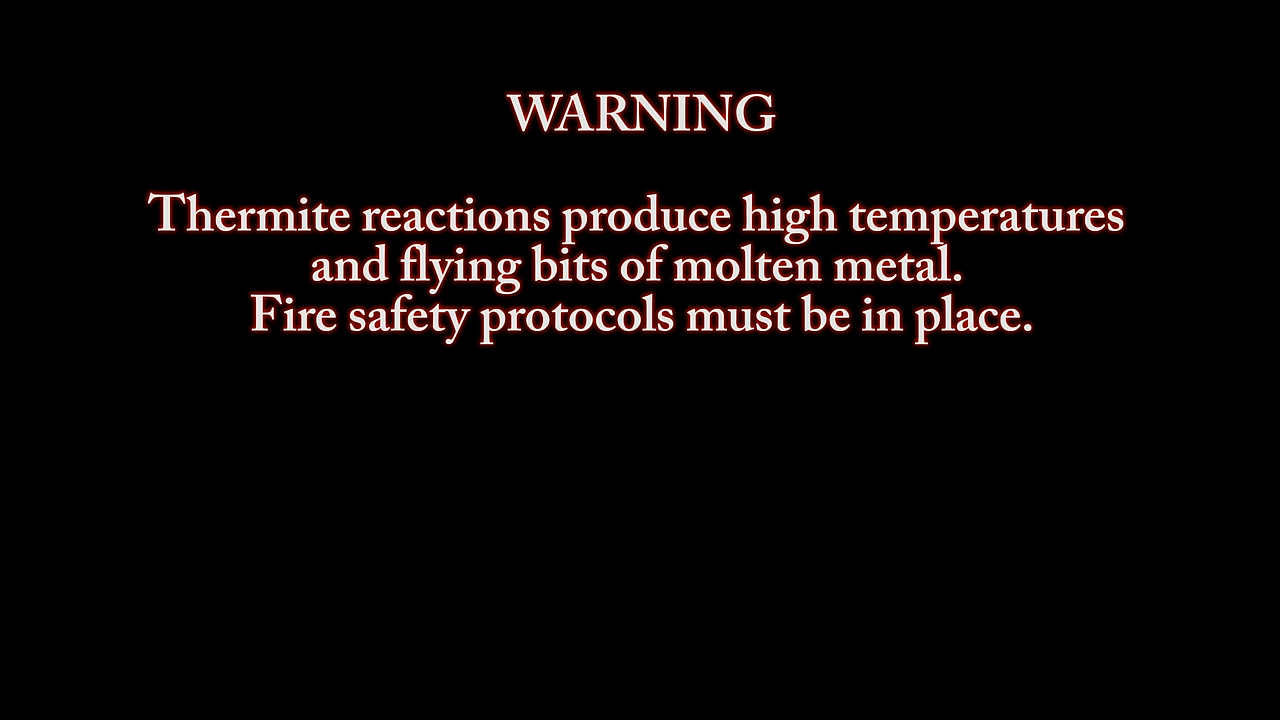 WARNING
Thermite reactions produce high temperatures
and flying bits of molten metal.
Fire safety protocols must be in place.